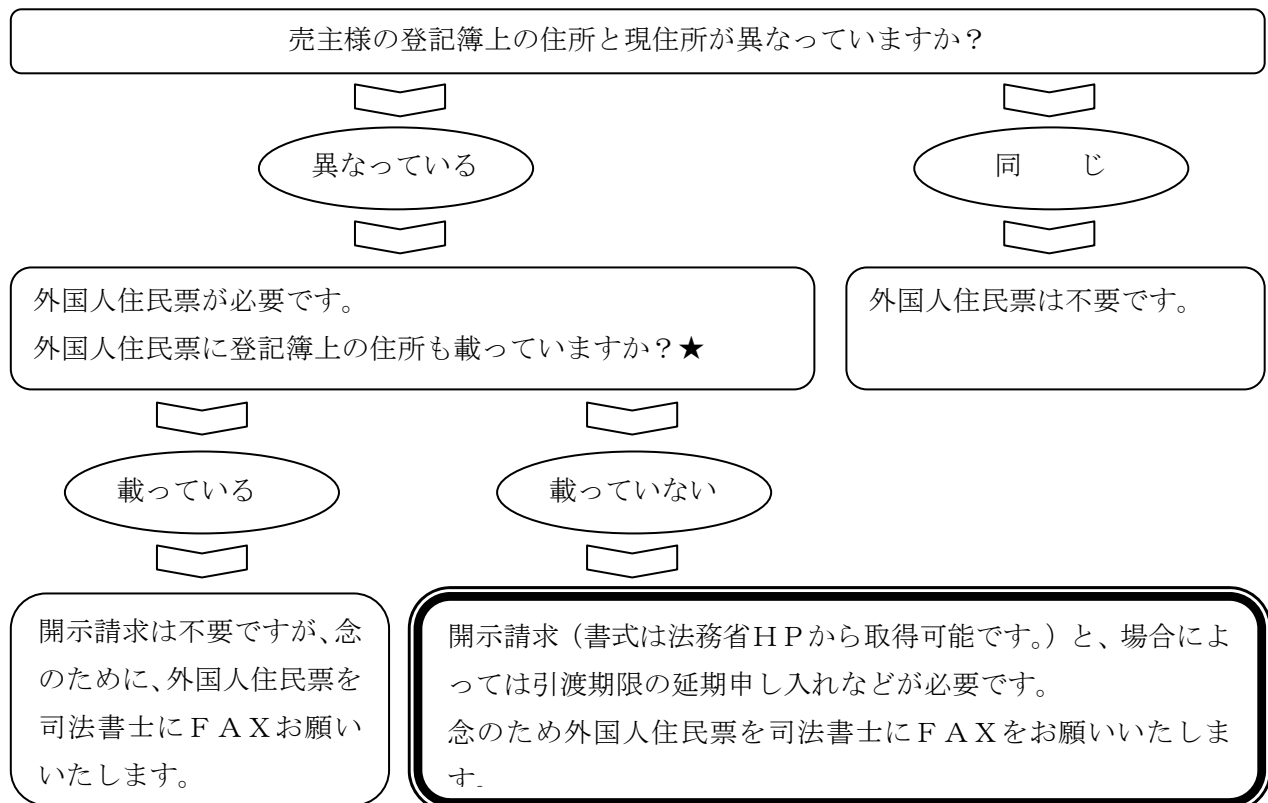 売主様の登記簿上の住所と現住所が異なっていますか？
異なっている
同　　じ
外国人住民票が必要です。
外国人住民票に登記簿上の住所も載っていますか？★
外国人住民票は不要です。
載っている
載っていない
開示請求は不要ですが、念
のために、外国人住民票を
司法書士にＦＡＸお願い
いたします。
開示請求（書式は法務省ＨＰから取得可能です。）と、場合によ
っては引渡期限の延期申し入れなどが必要です。
念のため外国人住民票を司法書士にＦＡＸをお願いいたしま
す。